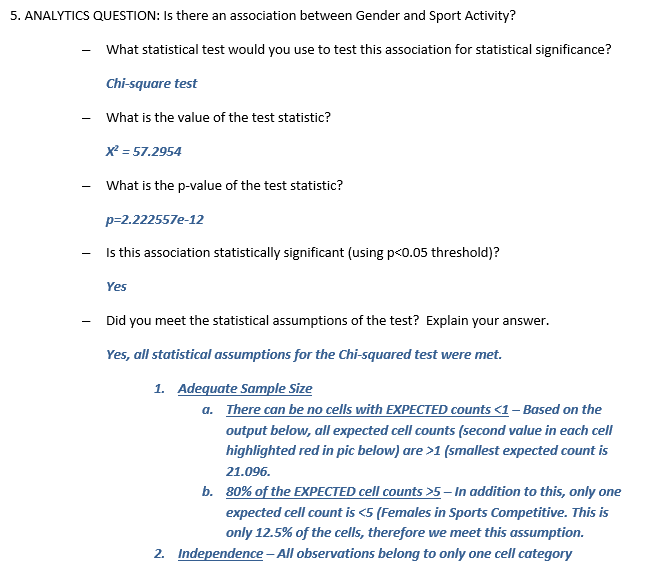 5. ANALYTICS QUESTION: Is there an association between Gender and Sport Activity?
– What statistical test would you use to test this association for statistical significance?
Chi-square test
– What is the value of the test statistic?
X² = 57.2954
– What is the p-value of the test statistic?
p=2.222557e-12
– Is this association statistically significant (using p<0.05 threshold)?
Yes
– Did you meet the statistical assumptions of the test? Explain your answer.
Yes, all statistical assumptions for the Chi-squared test were met.
1. Adequate Sample Size
a. There can be no cells with EXPECTED counts <1 – Based on the
output below, all expected cell counts (second value in each cell
highlighted red in pic below) are >1 (smallest expected count is
21.096.
b. 80% of the EXPECTED cell counts >5 – In addition to this, only one
expected cell count is <5 (Females in Sports Competitive. This is
only 12.5% of the cells, therefore we meet this assumption.
2. Independence – All observations belong to only one cell category